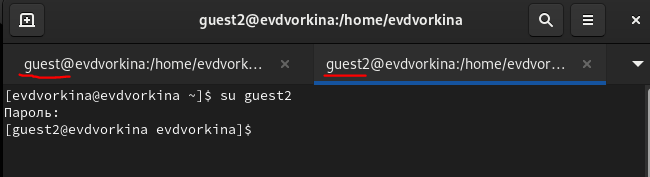 guest2@evdvorkina:/home/evdvorkina
guest@evdvorkina:/home/evdvork...
guest2@evdvorkina:/home/evdvor...
[evdvorkina@evdvorkina ~]$ su guest2
Пароль:
[guest2@evdvorkina evdvorkina]$